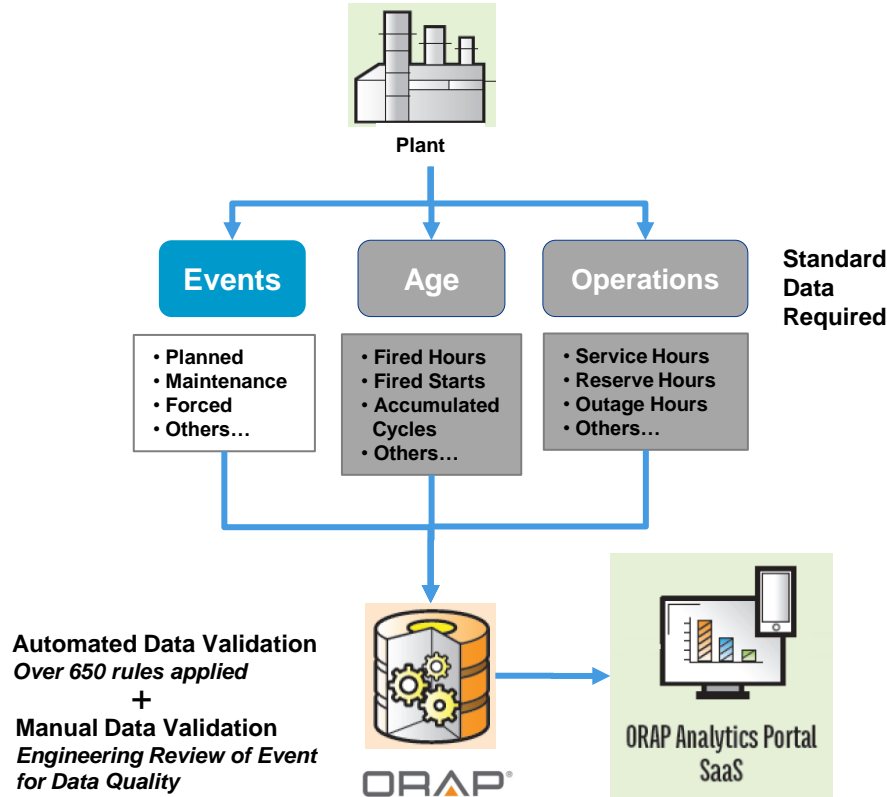 Plant
Events
Age
Operations
Standard
Data
Required
• Planned
• Maintenance
• Forced
• Others…
• Fired Hours
• Fired Starts
• Accumulated
Cycles
• Others…
• Service Hours
• Reserve Hours
• Outage Hours
• Others…
Automated Data Validation
Over 650 rules applied
+
Manual Data Validation
Engineering Review of Event
for Data Quality
ORAP®
ORAP Analytics Portal
SaaS